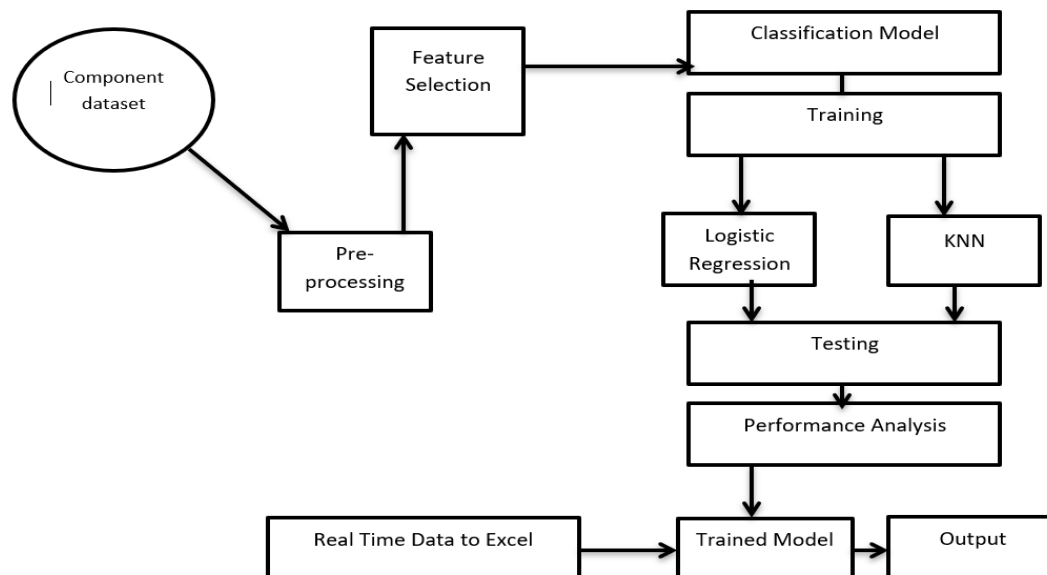 Component
dataset
Pre-
processing
Feature
Selection
Classification Model
Training
Logistic
Regression
KNN
Testing
Performance Analysis
Real Time Data to Excel
Trained Model
Output